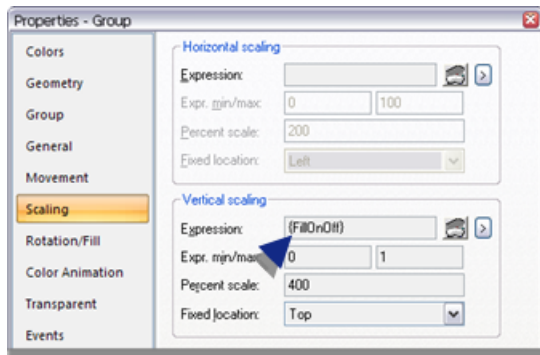 Properties - Group
Colors
Geometry
Group
General
Movement
Scaling
Rotation/Fill
Color Animation
Transparent
Events
Horizontal scaling
Expression:
Expr. min/max: 0 100
Percent scale: 200
Fixed location: Left
Vertical scaling
Expression: {FillOnOff}
Expr. min/max: 0 1
Percent scale: 400
Fixed location: Top